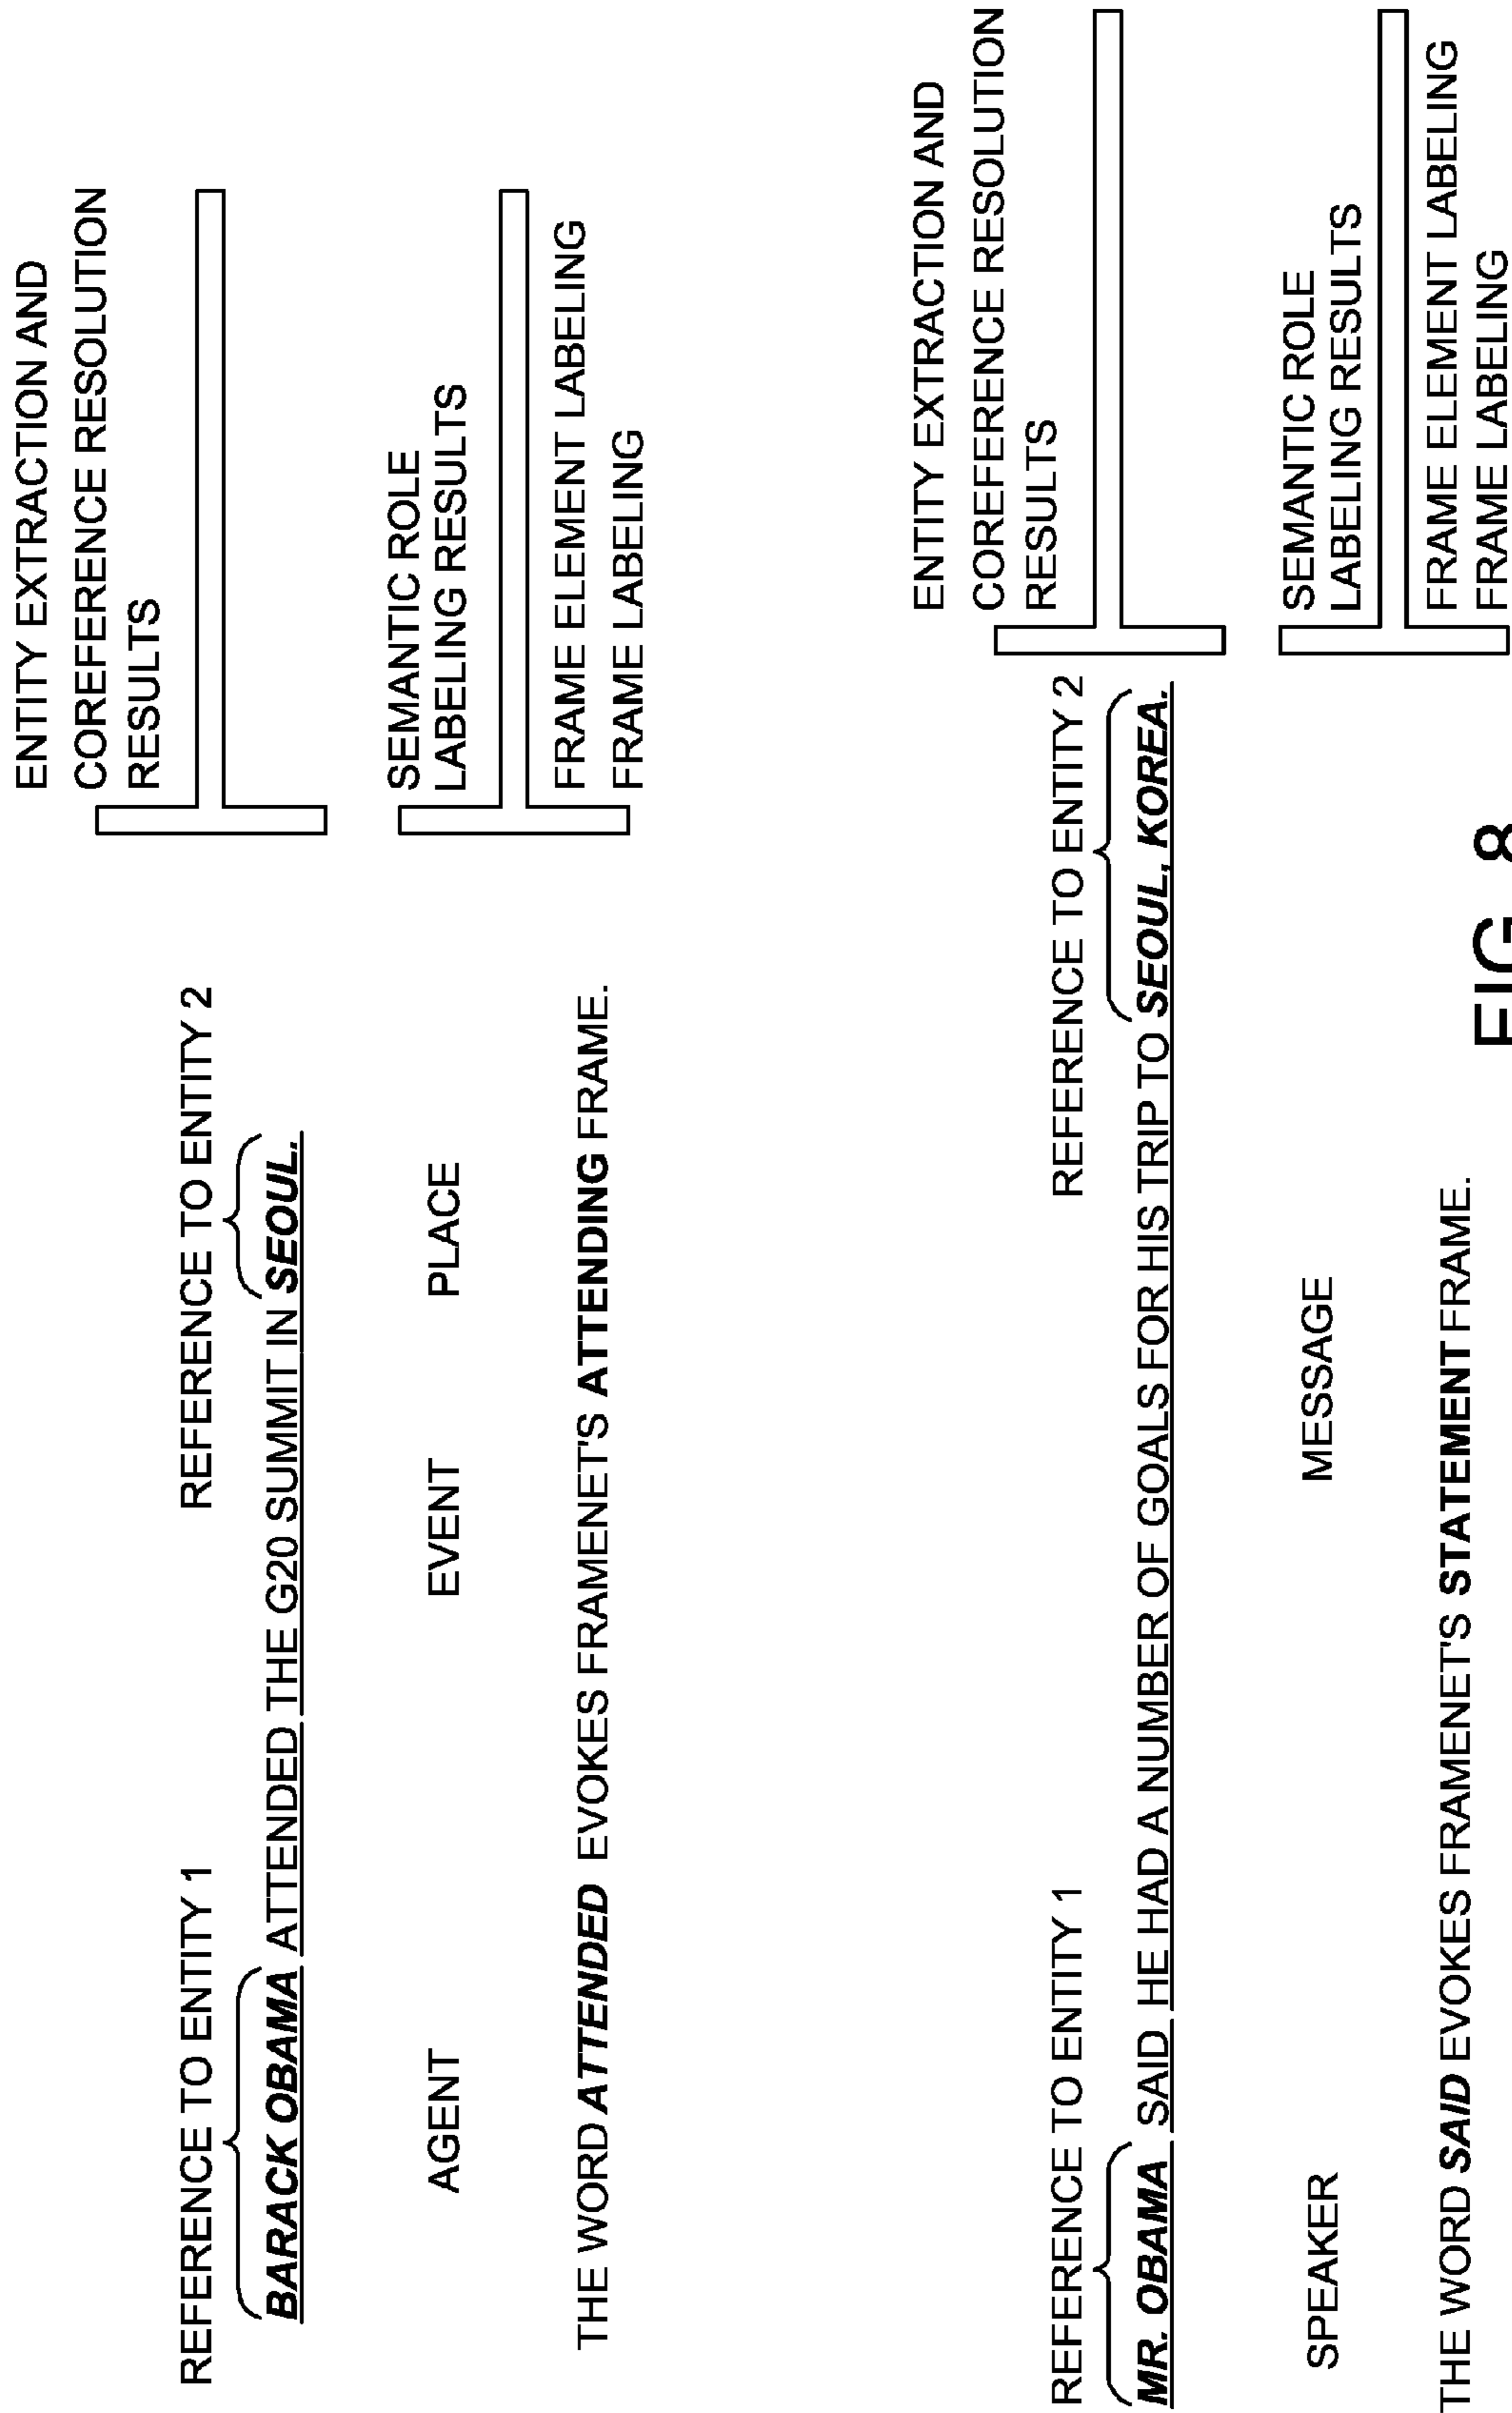 REFERENCE TO ENTITY 1
REFERENCE TO ENTITY 2
BARACK OBAMA ATTENDED THE G20 SUMMIT IN SEOUL.
AGENT
EVENT
PLACE
THE WORD ATTENDED EVOKES FRAMENET'S ATTENDING FRAME.
ENTITY EXTRACTION AND
COREFERENCE RESOLUTION
RESULTS
SEMANTIC ROLE
LABELING RESULTS
FRAME ELEMENT LABELING
FRAME LABELING
REFERENCE TO ENTITY 1
REFERENCE TO ENTITY 2
MR. OBAMA SAID HE HAD A NUMBER OF GOALS FOR HIS TRIP TO SEOUL, KOREA.
SPEAKER
MESSAGE
THE WORD SAID EVOKES FRAMENET'S STATEMENT FRAME.
ENTITY EXTRACTION AND
COREFERENCE RESOLUTION
RESULTS
SEMANTIC ROLE
LABELING RESULTS
FRAME ELEMENT LABELING
FRAME LABELING
FIG. 8